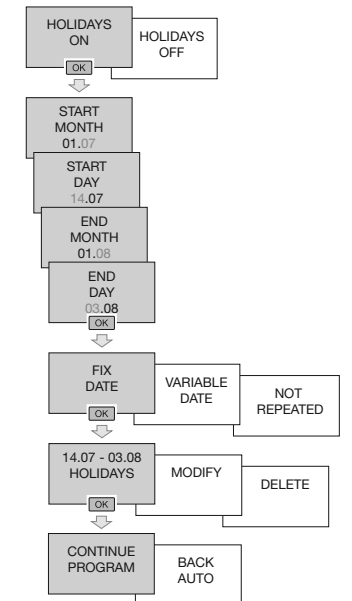 HOLIDAYS
ON
HOLIDAYS
OFF
OK
START
MONTH
01.07
START
DAY
14.07
END
MONTH
01.08
END
DAY
03.08
OK
FIX
DATE
VARIABLE
DATE
NOT
REPEATED
OK
14.07 - 03.08
HOLIDAYS
MODIFY
DELETE
OK
CONTINUE
PROGRAM
BACK
AUTO